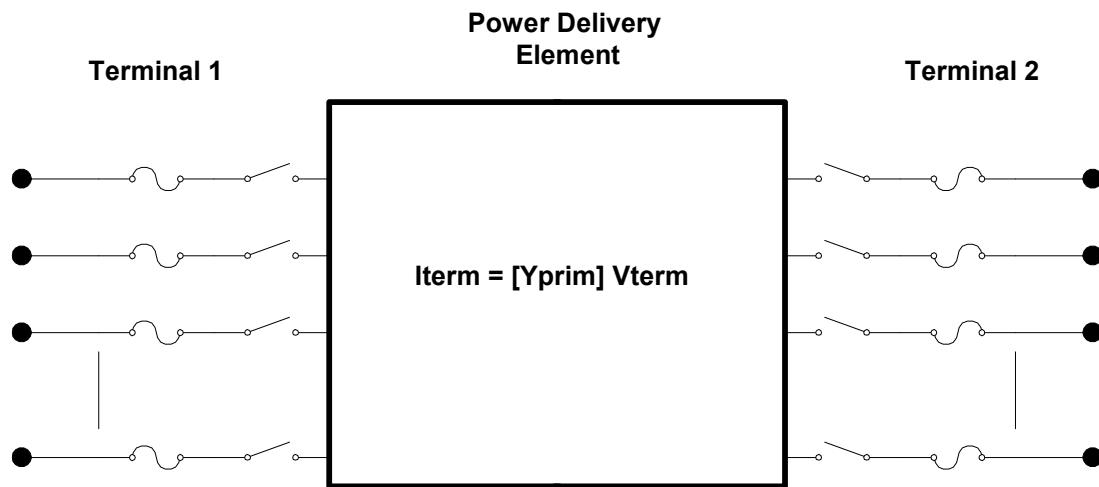 Power Delivery
Element
Terminal 1
Terminal 2
Iterm = [Yprim] Vterm